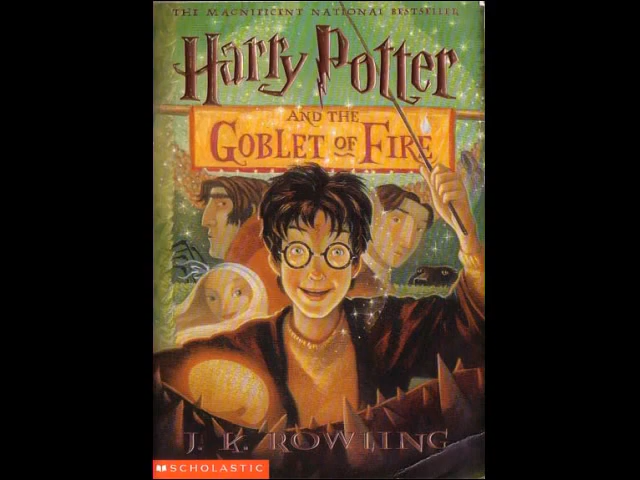 THE MAGNIFICENT NATIONAL BESTSELLER
Harry Potter
AND THE
GOBLET OF FIRE
J. K. ROWLING
SCHOLASTIC